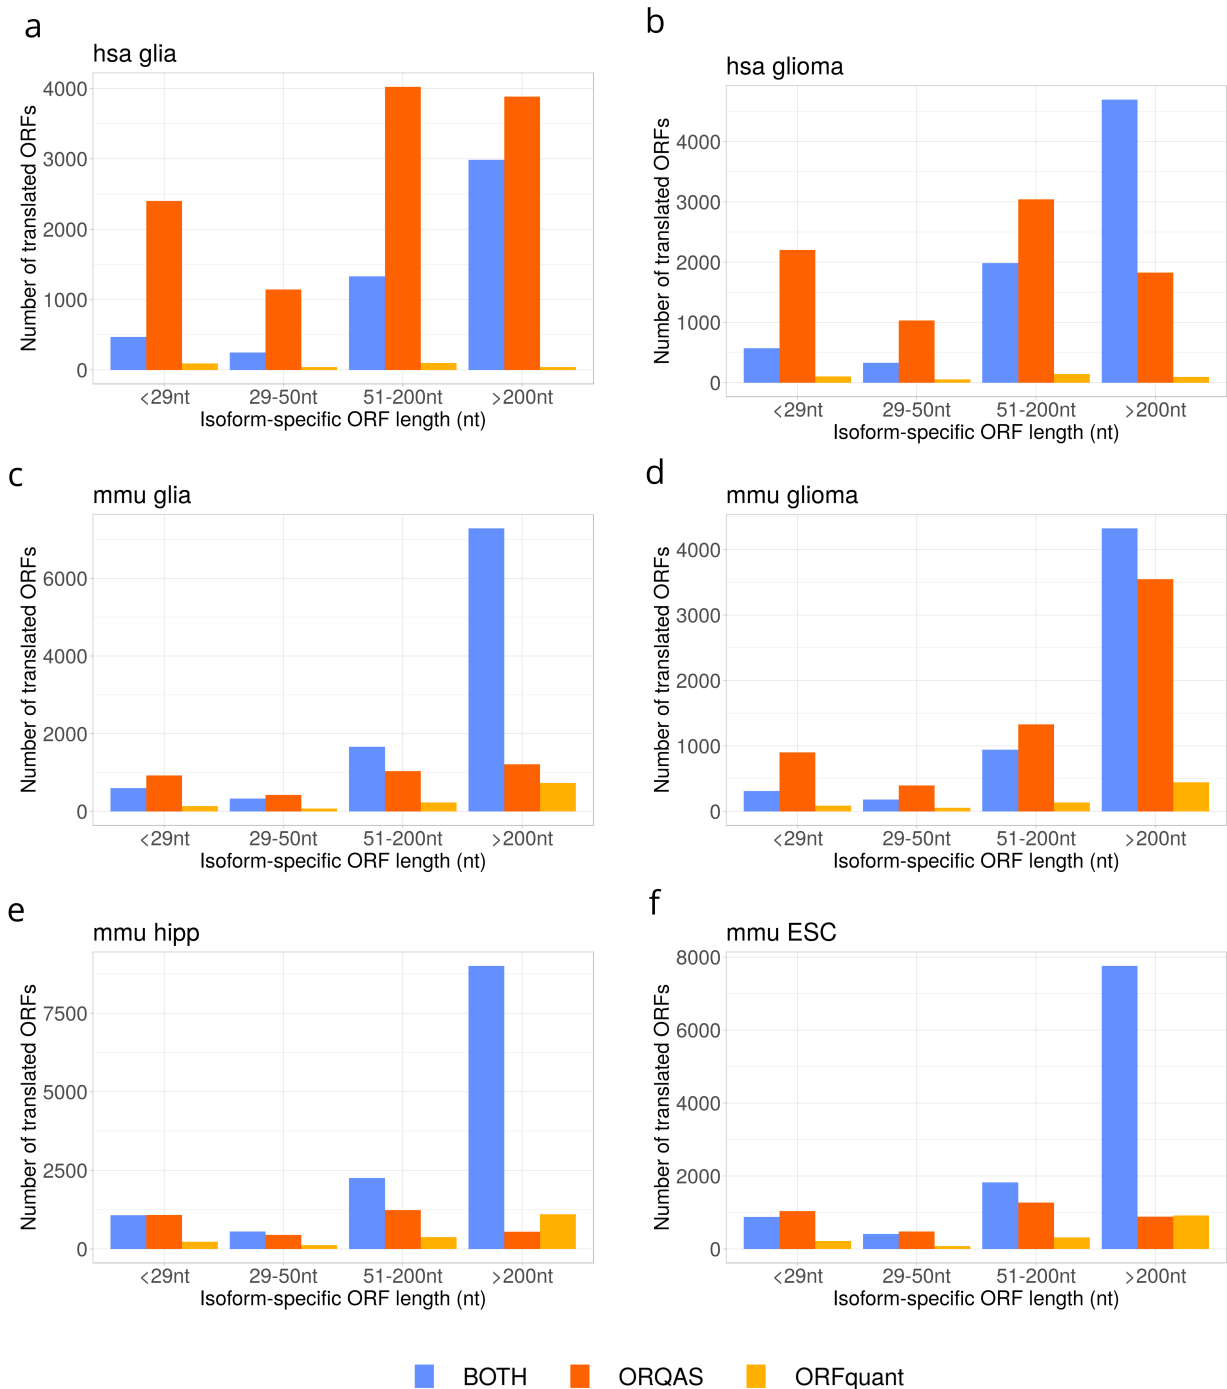 a
hsa glia
Number of translated ORFs
4000
3000
2000
1000
0
<29nt 29-50nt 51-200nt >200nt
Isoform-specific ORF length (nt)
b
hsa glioma
Number of translated ORFs
4000
3000
2000
1000
0
<29nt 29-50nt 51-200nt >200nt
Isoform-specific ORF length (nt)
c
mmu glia
Number of translated ORFs
6000
4000
2000
0
<29nt 29-50nt 51-200nt >200nt
Isoform-specific ORF length (nt)
d
mmu glioma
Number of translated ORFs
4000
3000
2000
1000
0
<29nt 29-50nt 51-200nt >200nt
Isoform-specific ORF length (nt)
e
mmu hipp
Number of translated ORFs
7500
5000
2500
0
<29nt 29-50nt 51-200nt >200nt
Isoform-specific ORF length (nt)
f
mmu ESC
Number of translated ORFs
8000
6000
4000
2000
0
<29nt 29-50nt 51-200nt >200nt
Isoform-specific ORF length (nt)
BOTH ORQAS ORFquant